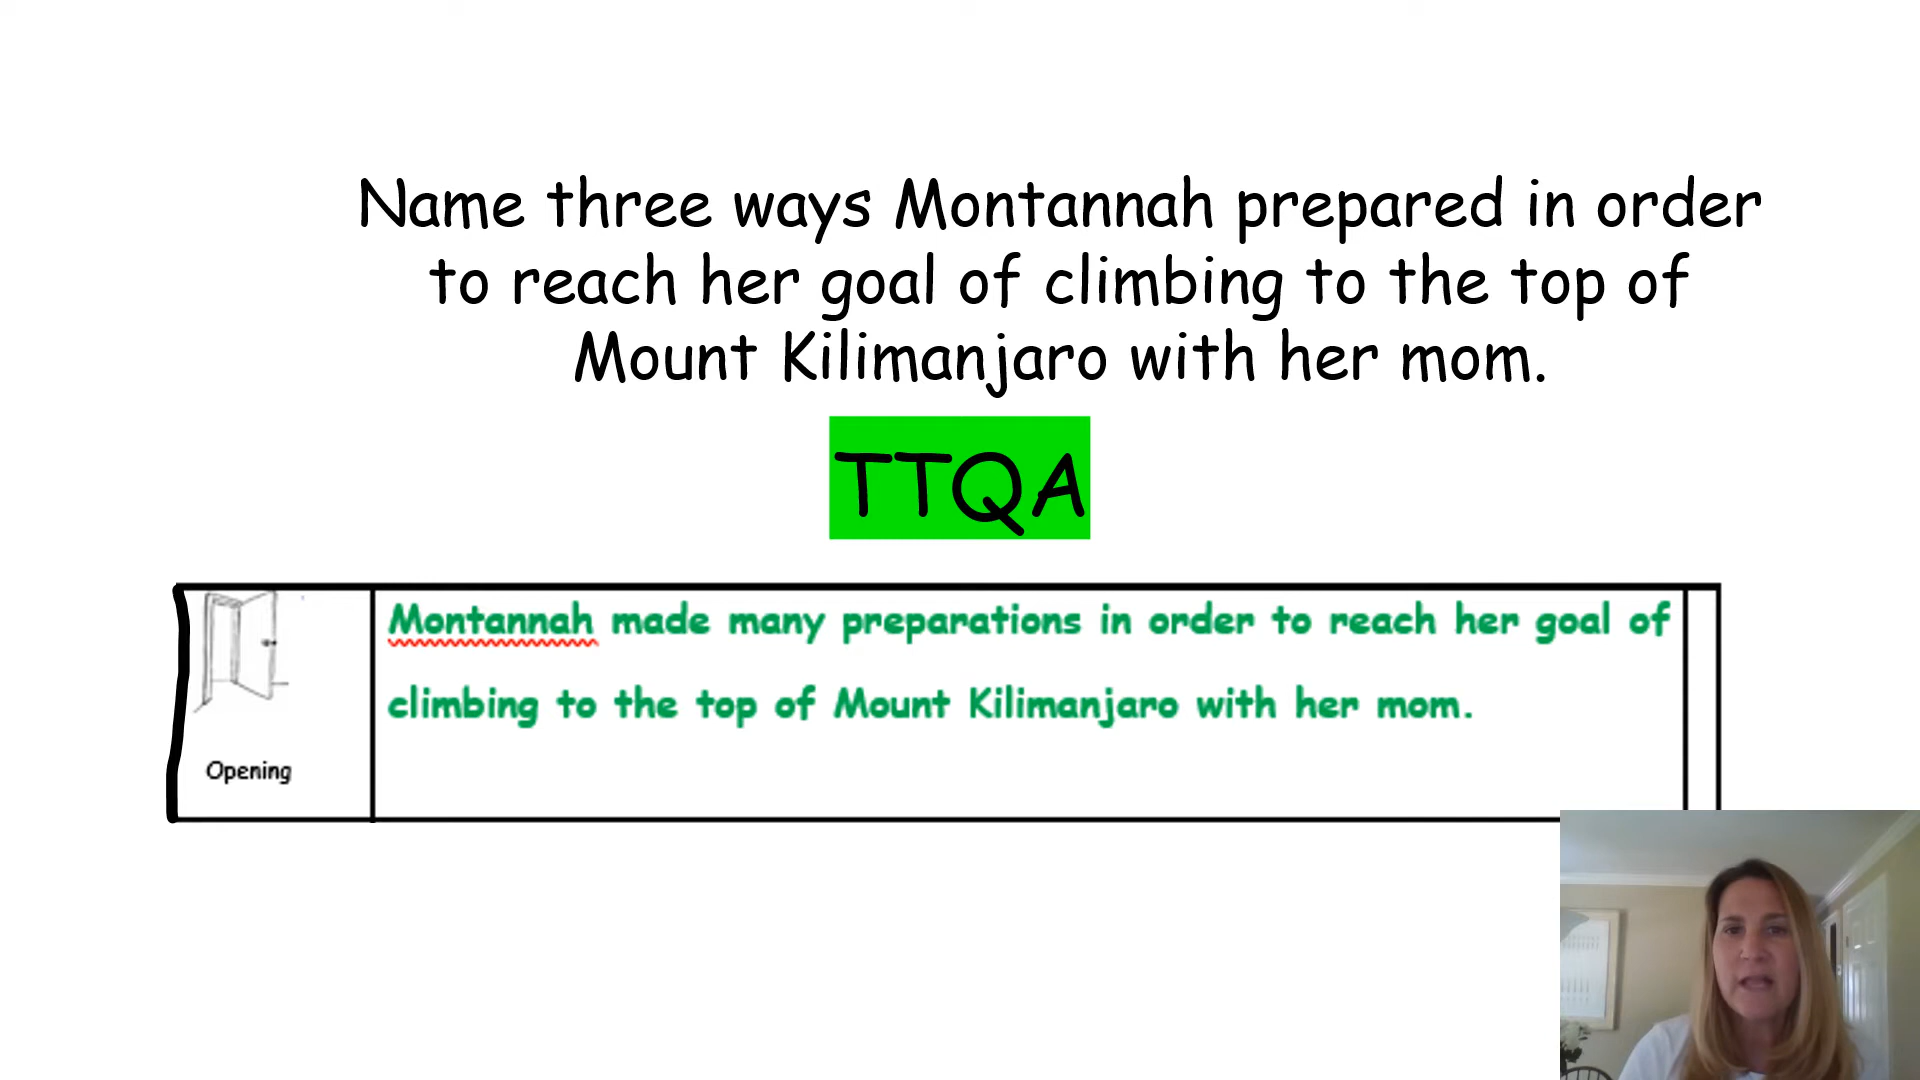 Name three ways Montannah prepared in order
to reach her goal of climbing to the top of
Mount Kilimanjaro with her mom.
TTQA
Montannah made many preparations in order to reach her goal of
climbing to the top of Mount Kilimanjaro with her mom.
Opening